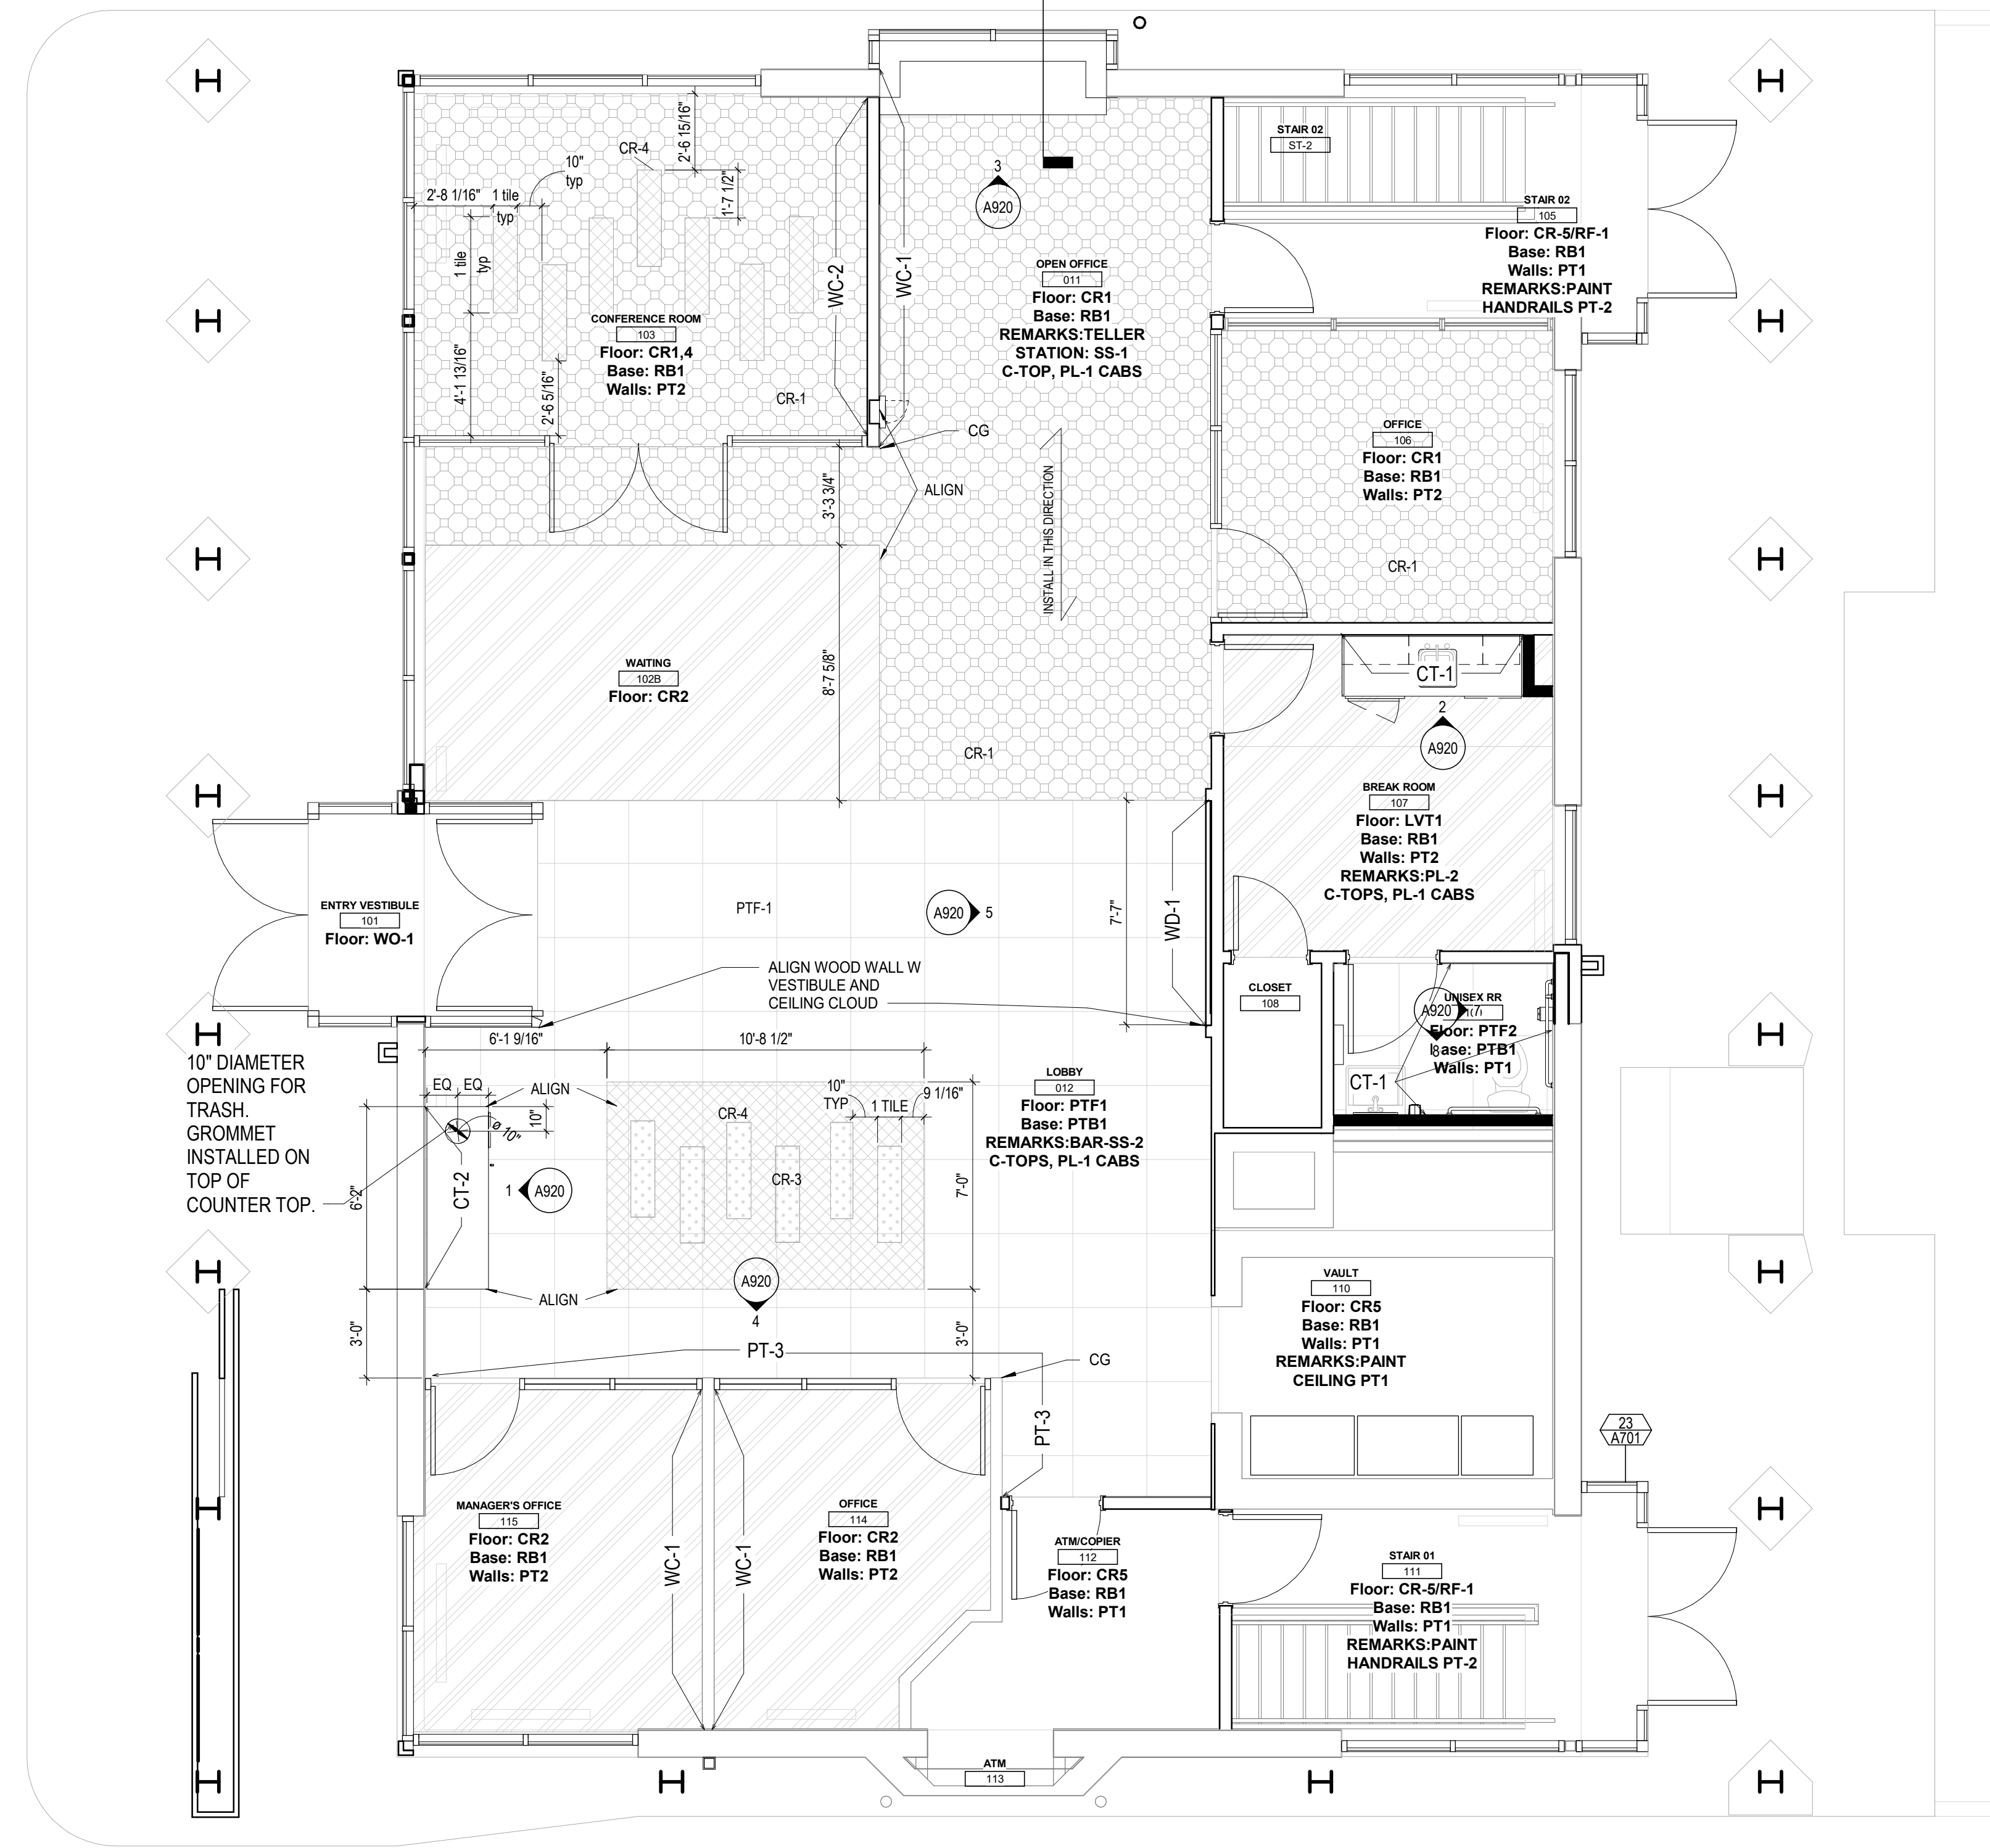 STAIR 02
ST-2
STAIR 02
105
Floor: CR-5/RF-1
Base: RB1
Walls: PT1
REMARKS:PAINT
HANDRAILS PT-2
2'-6 15/16"
CR-4
10"
typ
1'-7 1/2"
2'-8 1/16"
1 tile
typ
1 tile
typ
4'-1 13/16"
2'-6 5/16"
CONFERENCE ROOM
103
Floor: CR1,4
Base: RB1
Walls: PT2
CR-1
WC-2
WC-1
3
A920
OPEN OFFICE
011
Floor: CR1
Base: RB1
REMARKS:TELLER
STATION: SS-1
C-TOP, PL-1 CABS
CG
ALIGN
INSTALL IN THIS DIRECTION
3'-3 3/4"
OFFICE
106
Floor: CR1
Base: RB1
Walls: PT2
CR-1
WAITING
102B
Floor: CR2
8'-7 5/8"
CR-1
CT-1
2
A920
BREAK ROOM
107
Floor: LVT1
Base: RB1
Walls: PT2
REMARKS:PL-2
C-TOPS, PL-1 CABS
ENTRY VESTIBULE
101
Floor: WO-1
PTF-1
A920
5
7'-7"
WD-1
ALIGN WOOD WALL W
VESTIBULE AND
CEILING CLOUD
CLOSET
108
UNISEX RR
A920
7
Floor: PTF2
8
Base: PTB1
Walls: PT1
CT-1
10" DIAMETER
OPENING FOR
TRASH.
GROMMET
INSTALLED ON
TOP OF
COUNTER TOP.
6'-1 9/16"
10'-8 1/2"
EQ
EQ
ALIGN
10"
ø 10"
CT-2
6'-2"
1
A920
ALIGN
3'-0"
CR-4
10"
TYP
1 TILE
9 1/16"
CR-3
7'-0"
A920
4
3'-0"
LOBBY
012
Floor: PTF1
Base: PTB1
REMARKS:BAR-SS-2
C-TOPS, PL-1 CABS
PT-3
CG
PT-3
VAULT
110
Floor: CR5
Base: RB1
Walls: PT1
REMARKS:PAINT
CEILING PT1
23
A701
MANAGER'S OFFICE
115
Floor: CR2
Base: RB1
Walls: PT2
WC-1
WC-1
OFFICE
114
Floor: CR2
Base: RB1
Walls: PT2
ATM/COPIER
112
Floor: CR5
Base: RB1
Walls: PT1
STAIR 01
111
Floor: CR-5/RF-1
Base: RB1
Walls: PT1
REMARKS:PAINT
HANDRAILS PT-2
ATM
113